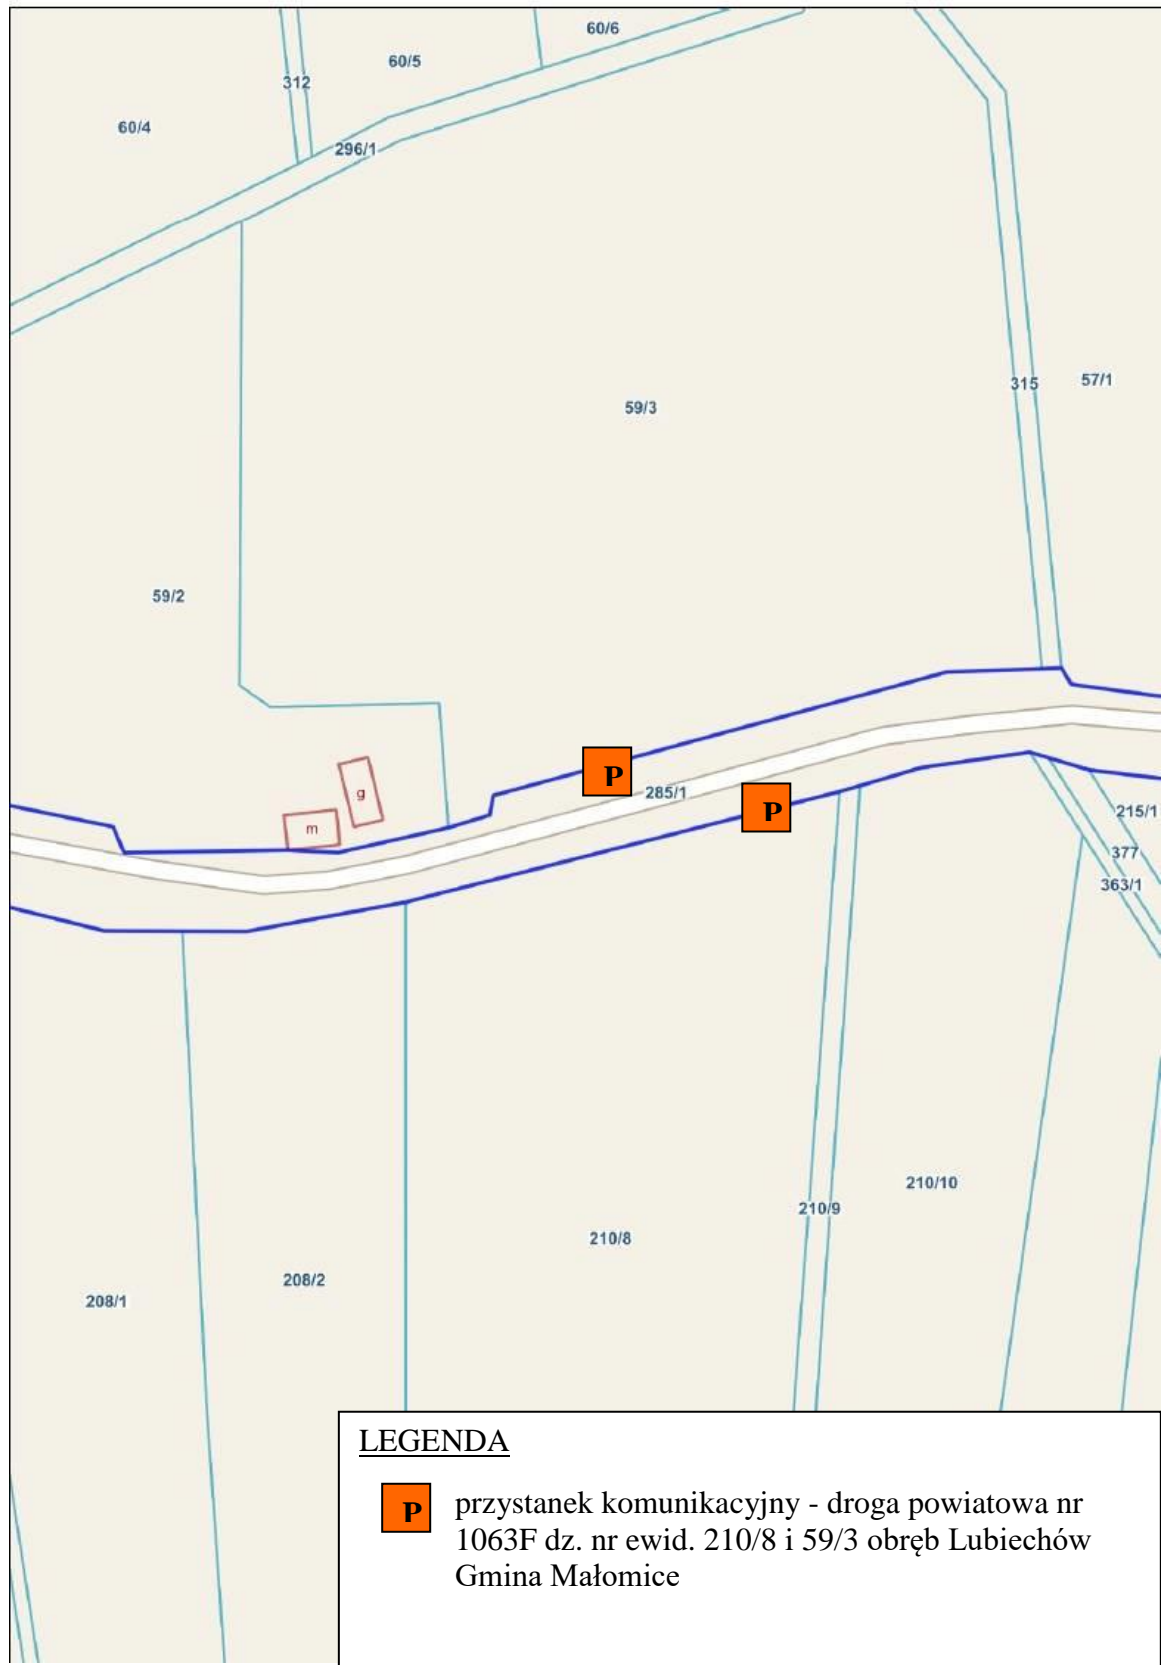 60/6
60/5
312
60/4
296/1
57/1
315
59/3
59/2
P
285/1
g
P
215/1
m
377
363/1
210/10
210/9
210/8
208/2
208/1
LEGENDA
P
przystanek komunikacyjny - droga powiatowa nr
1063F dz. nr ewid. 210/8 i 59/3 obręb Lubiechów
Gmina Małomice